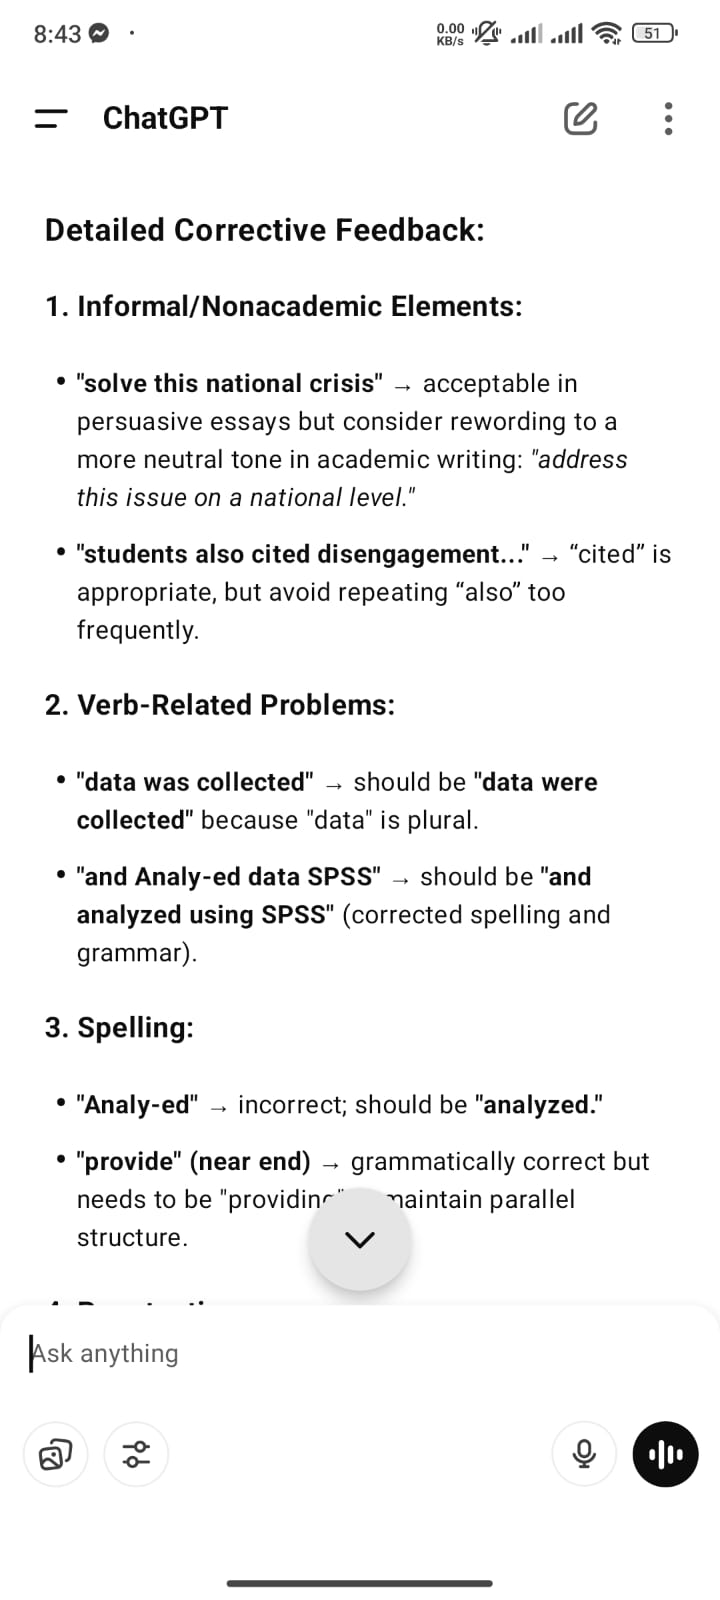 8:43
0.00
KB/s
51
ChatGPT
Detailed Corrective Feedback:
1. Informal/Nonacademic Elements:
• "solve this national crisis" → acceptable in
persuasive essays but consider rewording to a
more neutral tone in academic writing: "address
this issue on a national level."
• "students also cited disengagement..." → “cited” is
appropriate, but avoid repeating “also” too
frequently.
2. Verb-Related Problems:
• "data was collected" → should be "data were
collected" because "data" is plural.
• "and Analy-ed data SPSS" → should be "and
analyzed using SPSS" (corrected spelling and
grammar).
3. Spelling:
• "Analy-ed" → incorrect; should be "analyzed."
• "provide" (near end) → grammatically correct but
needs to be "providing" maintain parallel
structure.
Ask anything